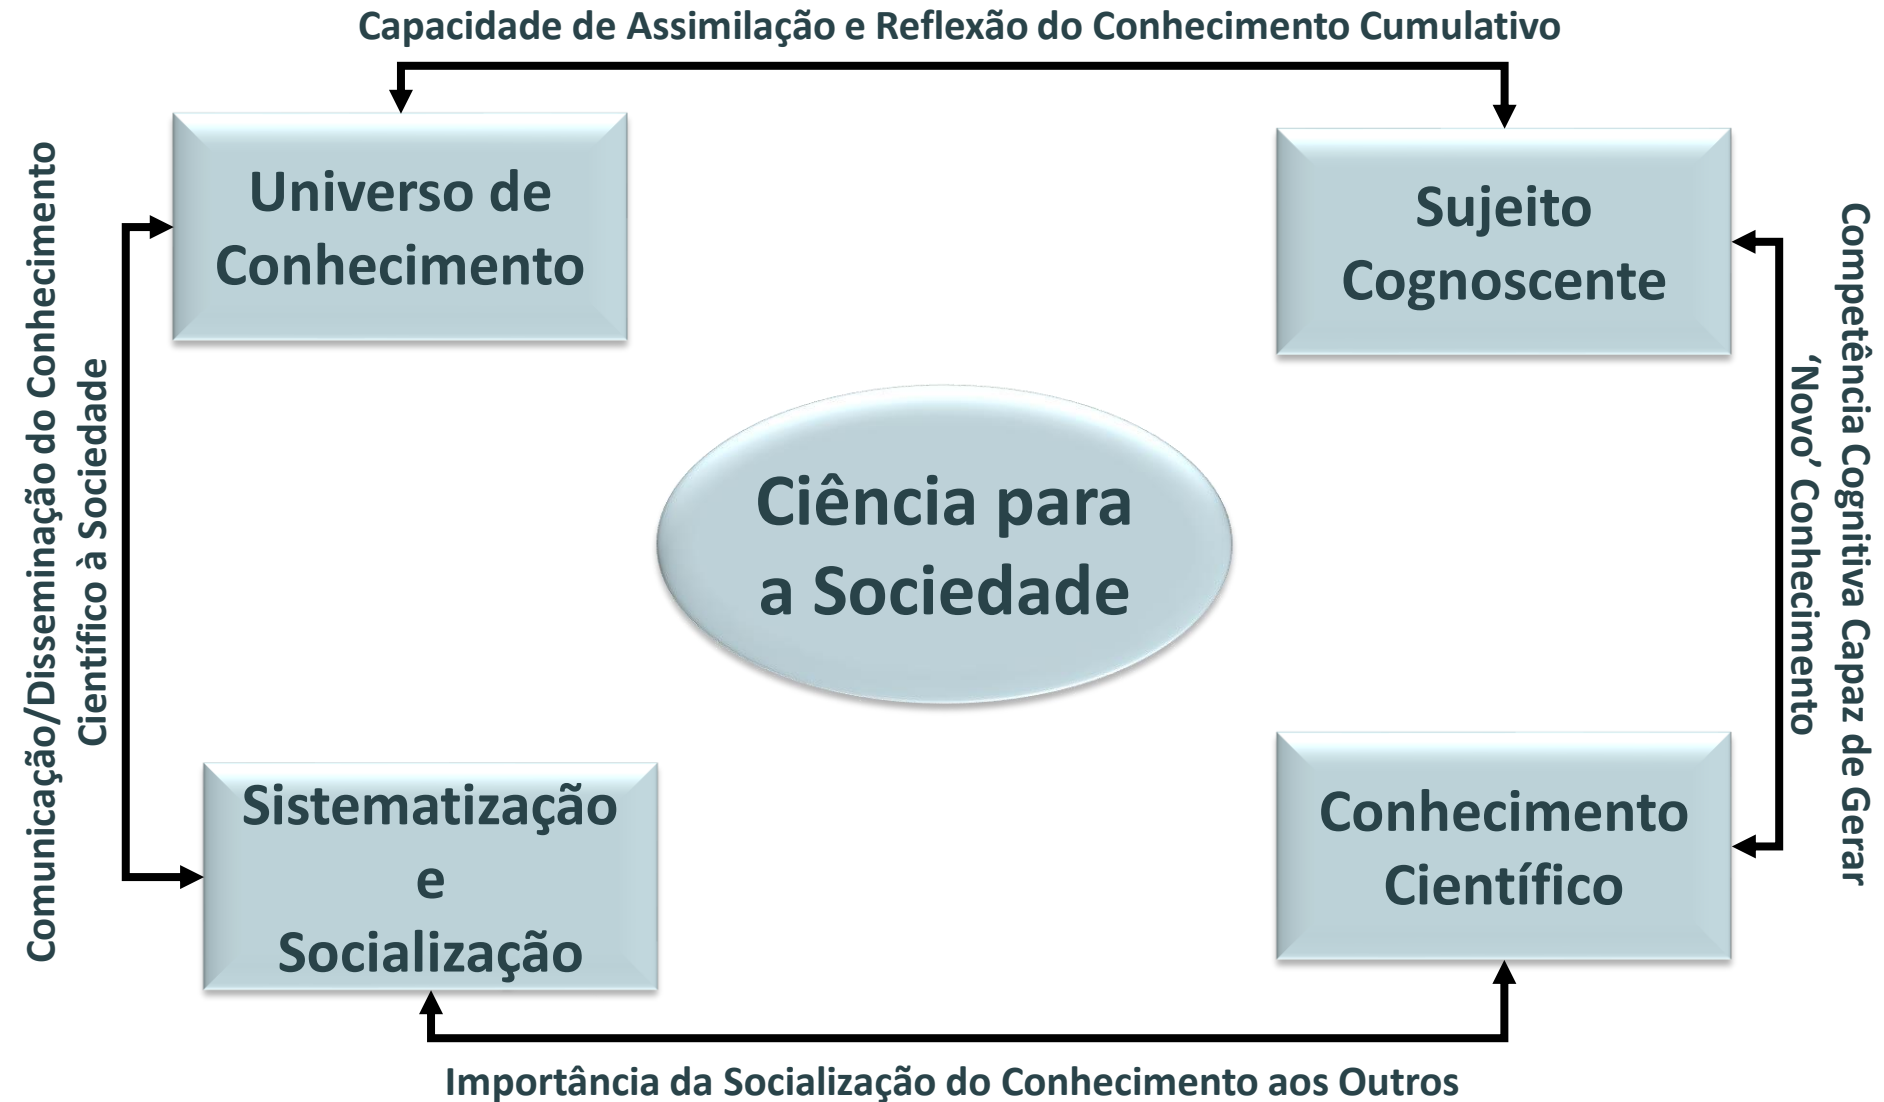 Capacidade de Assimilação e Reflexão do Conhecimento Cumulativo
Universo de
Conhecimento
Sujeito
Cognoscente
Comunicação/Disseminação do Conhecimento
Científico à Sociedade
Ciência para
a Sociedade
Competência Cognitiva Capaz de Gerar
‘Novo’ Conhecimento
Sistematização
e
Socialização
Conhecimento
Científico
Importância da Socialização do Conhecimento aos Outros